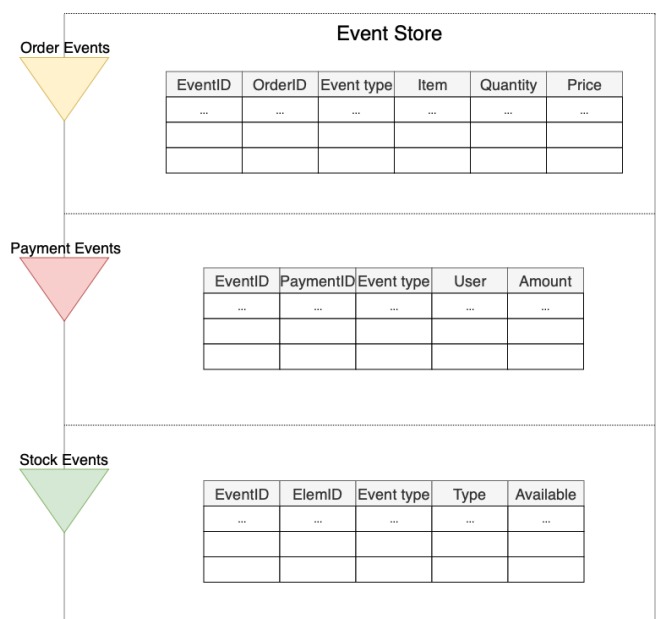 Event Store
Order Events
EventID OrderID Event type Item Quantity Price
... ... ... ... ... ...
Payment Events
EventID PaymentID Event type User Amount
... ... ... ... ...
Stock Events
EventID ElemID Event type Type Available
... ... ... ... ...